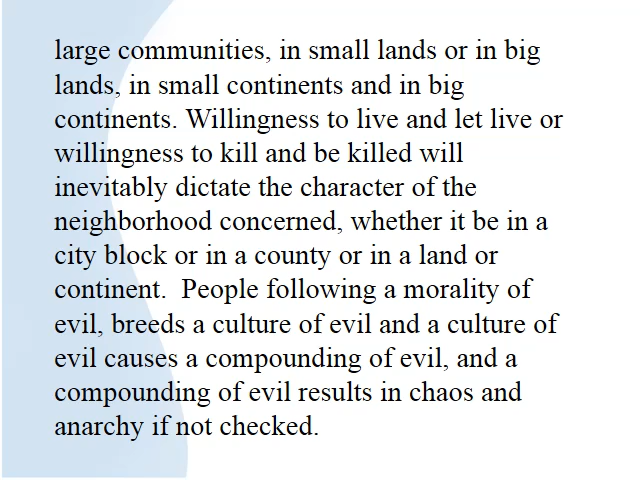 large communities, in small lands or in big
lands, in small continents and in big
continents. Willingness to live and let live or
willingness to kill and be killed will
inevitably dictate the character of the
neighborhood concerned, whether it be in a
city block or in a county or in a land or
continent.  People following a morality of
evil, breeds a culture of evil and a culture of
evil causes a compounding of evil, and a
compounding of evil results in chaos and
anarchy if not checked.